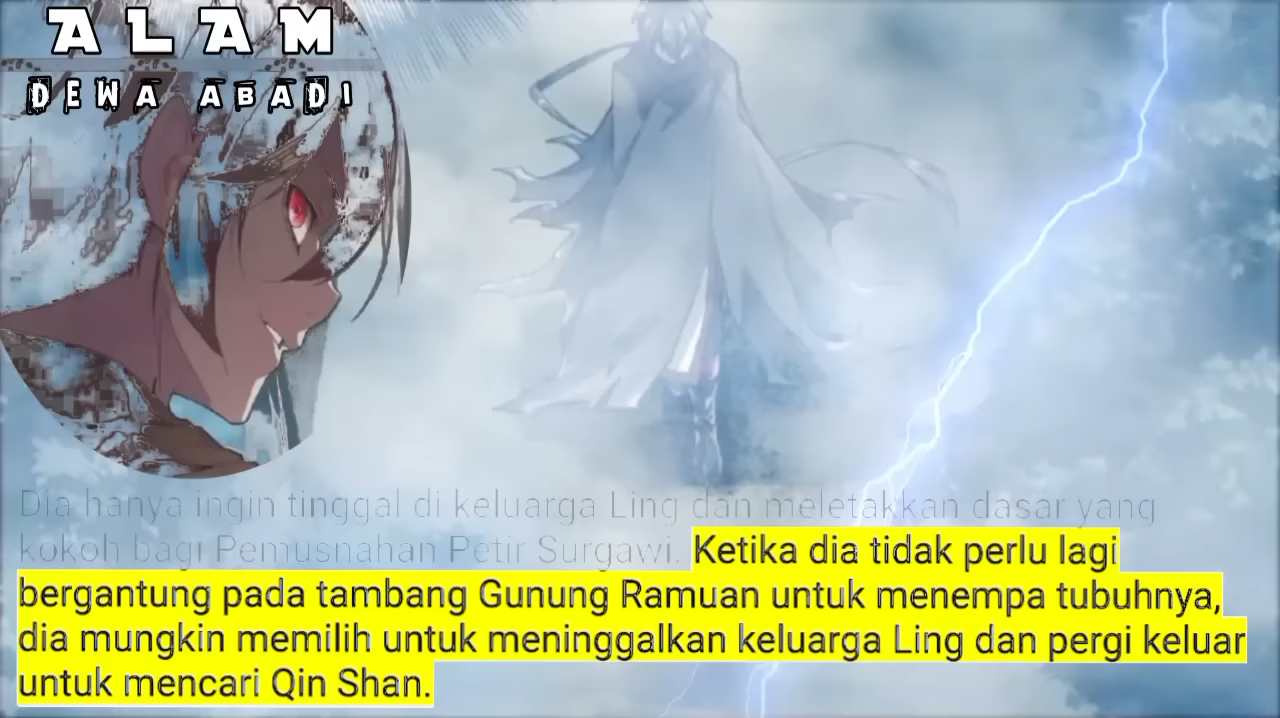 ALAM
DEWA ABADI
Dia hanya ingin tinggal di keluarga Ling dan meletakkan dasar yang
kokoh bagi Pemusnahan Petir Surgawi. Ketika dia tidak perlu lagi
bergantung pada tambang Gunung Ramuan untuk menempa tubuhnya,
dia mungkin memilih untuk meninggalkan keluarga Ling dan pergi keluar
untuk mencari Qin Shan.